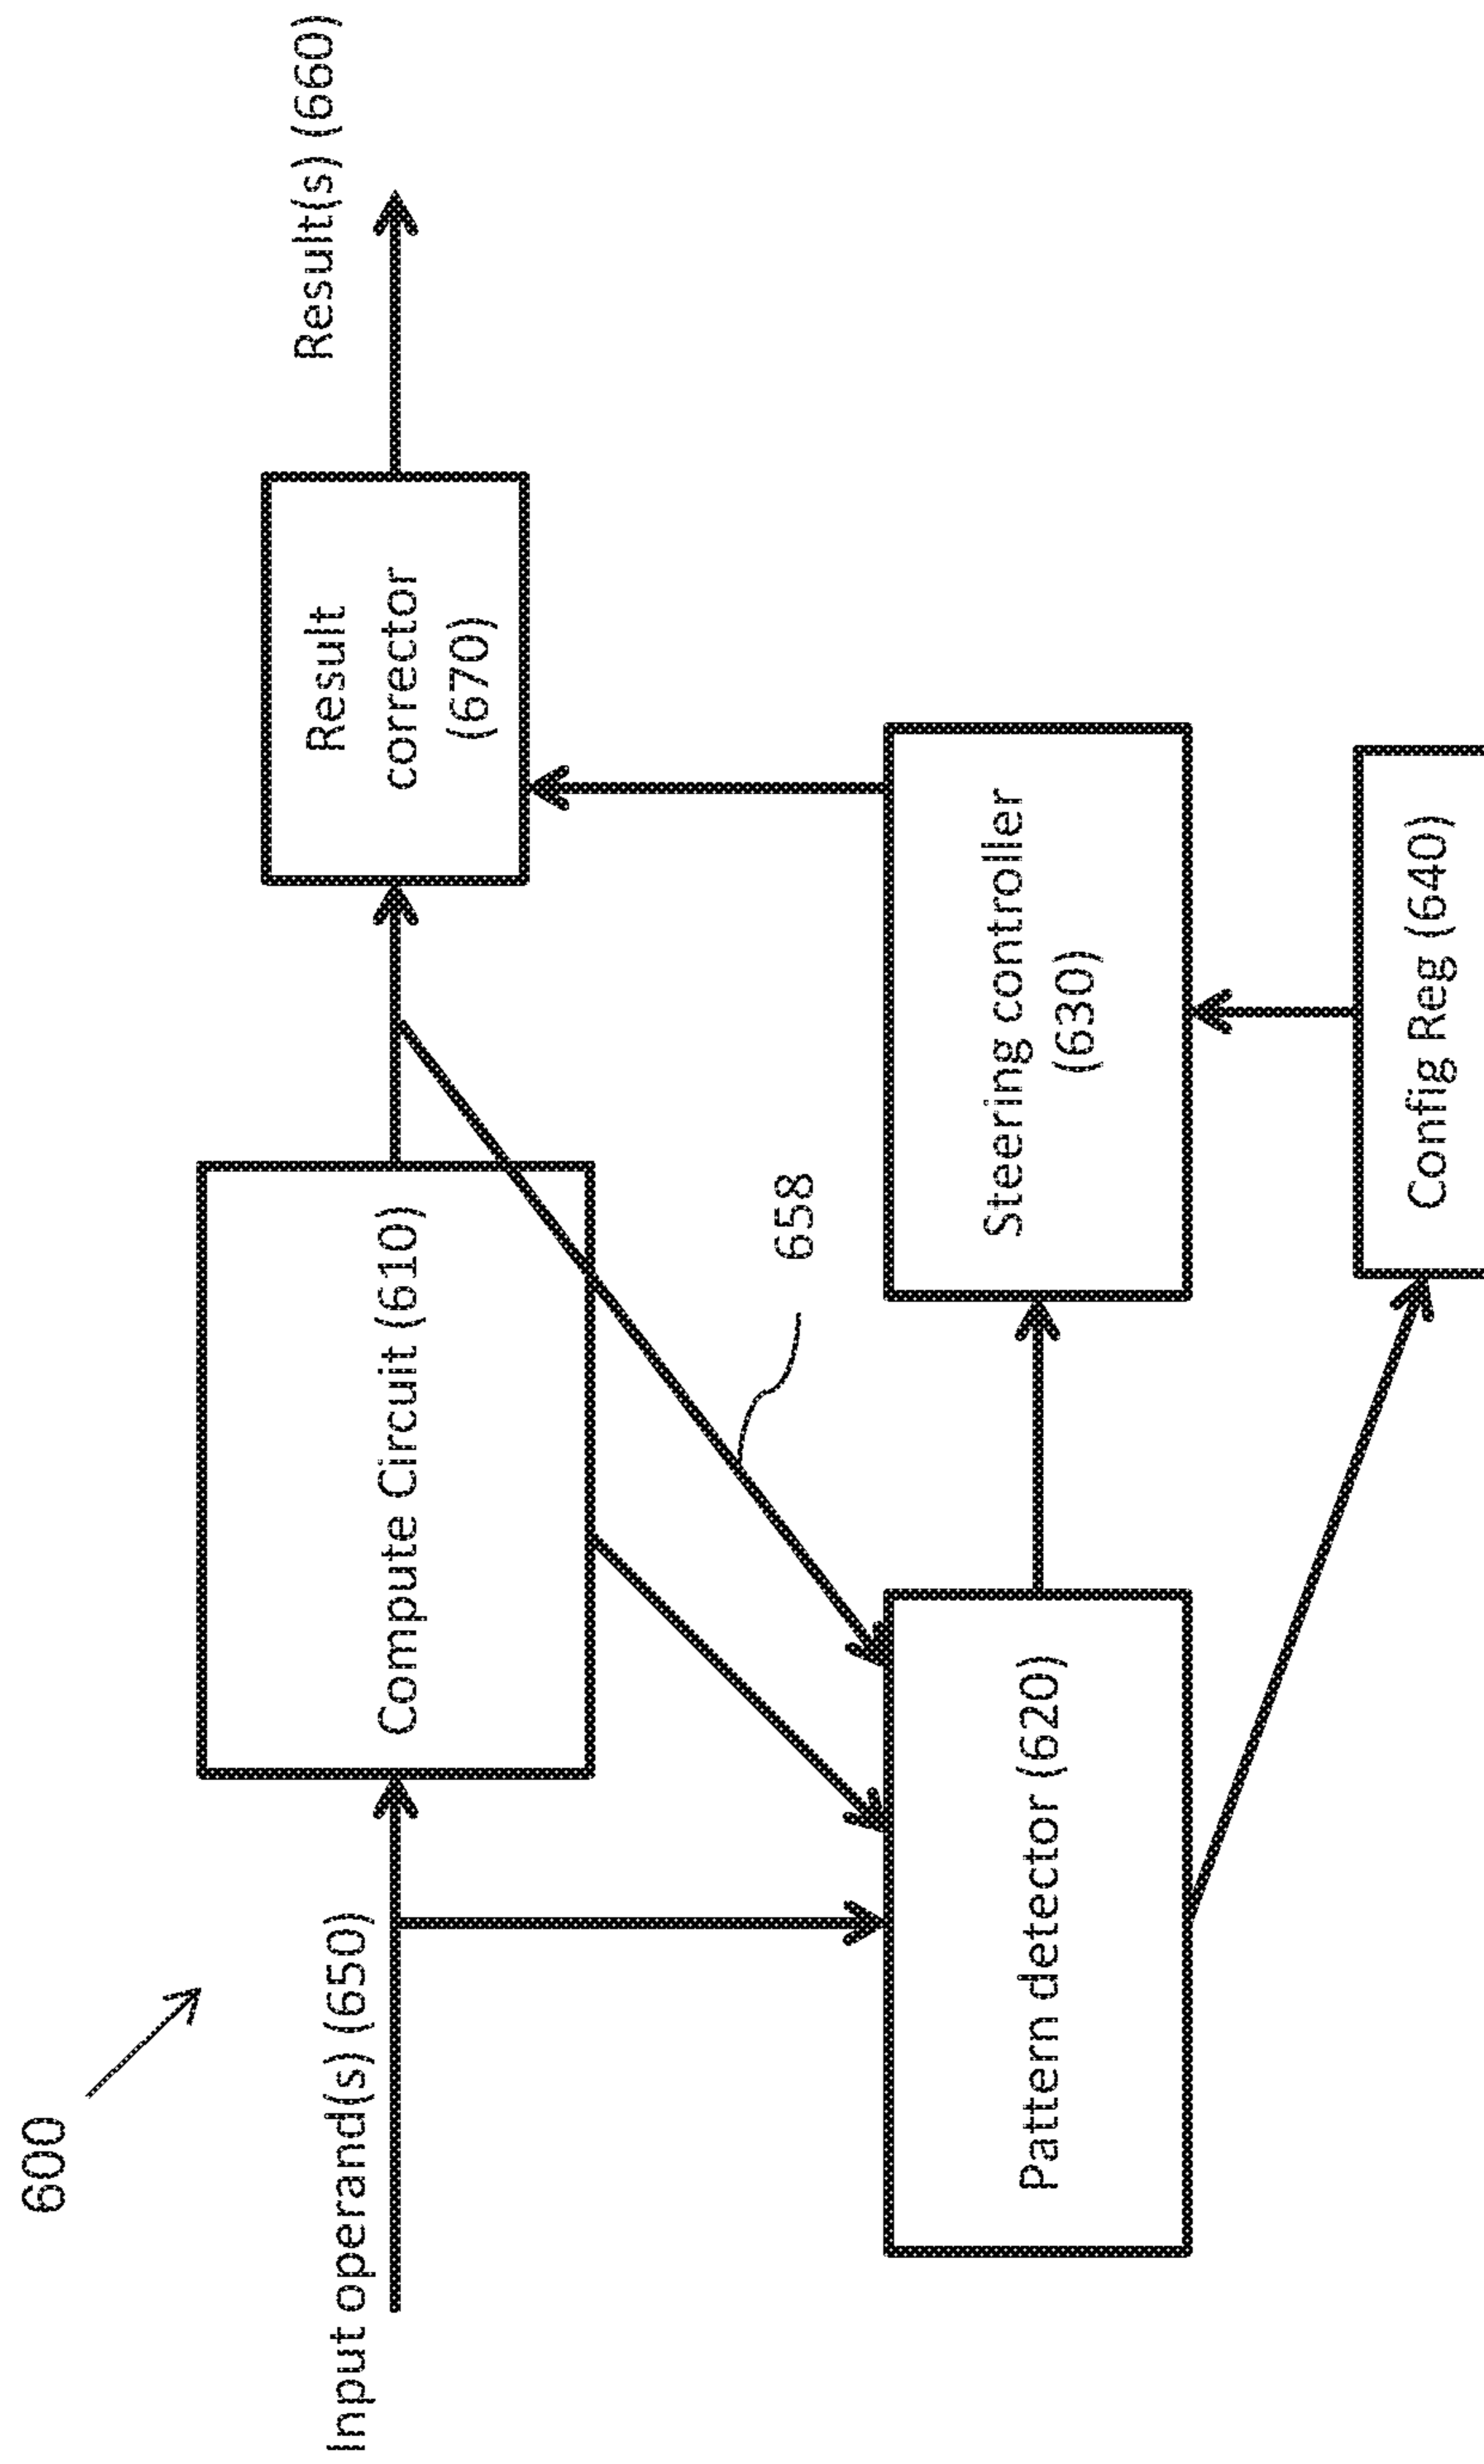 600
Input operand(s) (650)
Compute Circuit (610)
Result
corrector
(670)
Result(s) (660)
658
Pattern detector (620)
Steering controller
(630)
Config Reg (640)